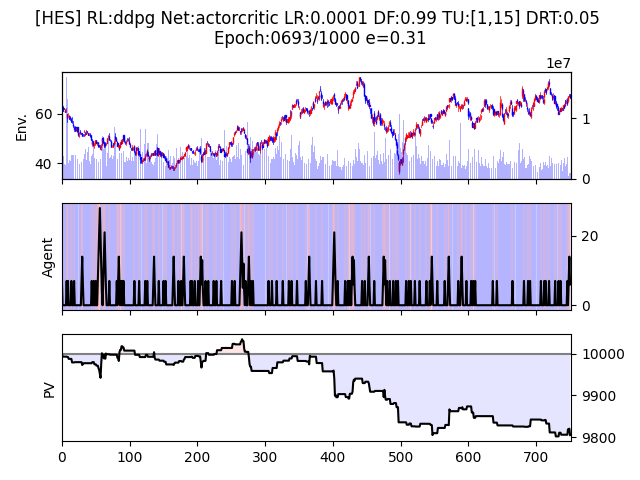 [HES] RL:ddpg Net:actorcritic LR:0.0001 DF:0.99 TU:[1,15] DRT:0.05
Epoch:0693/1000 e=0.31
1e7
Env.
60
40
1
0
Agent
20
0
PV
10000
9900
9800
0 100 200 300 400 500 600 700